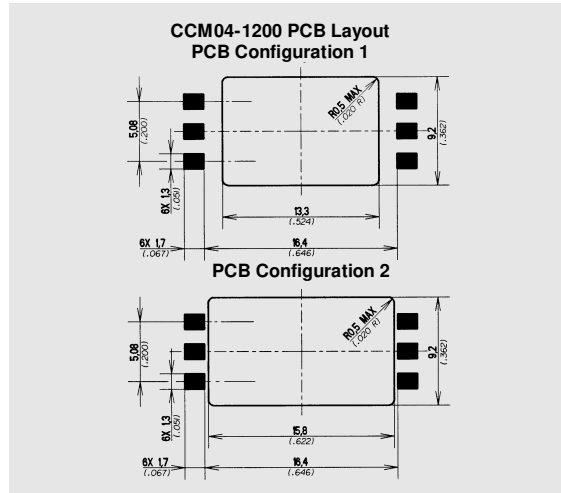 CCM04-1200 PCB Layout
PCB Configuration 1
R0.5 MAX
(.020 R)
5,08
(.200)
9,2
(.362)
6X 1,3
(.051)
13,3
(.524)
6X 1,7
(.067)
16,4
(.646)
PCB Configuration 2
R0.5 MAX
(.020 R)
5,08
(.200)
9,2
(.362)
6X 1,3
(.051)
15,8
(.622)
6X 1,7
(.067)
16,4
(.646)